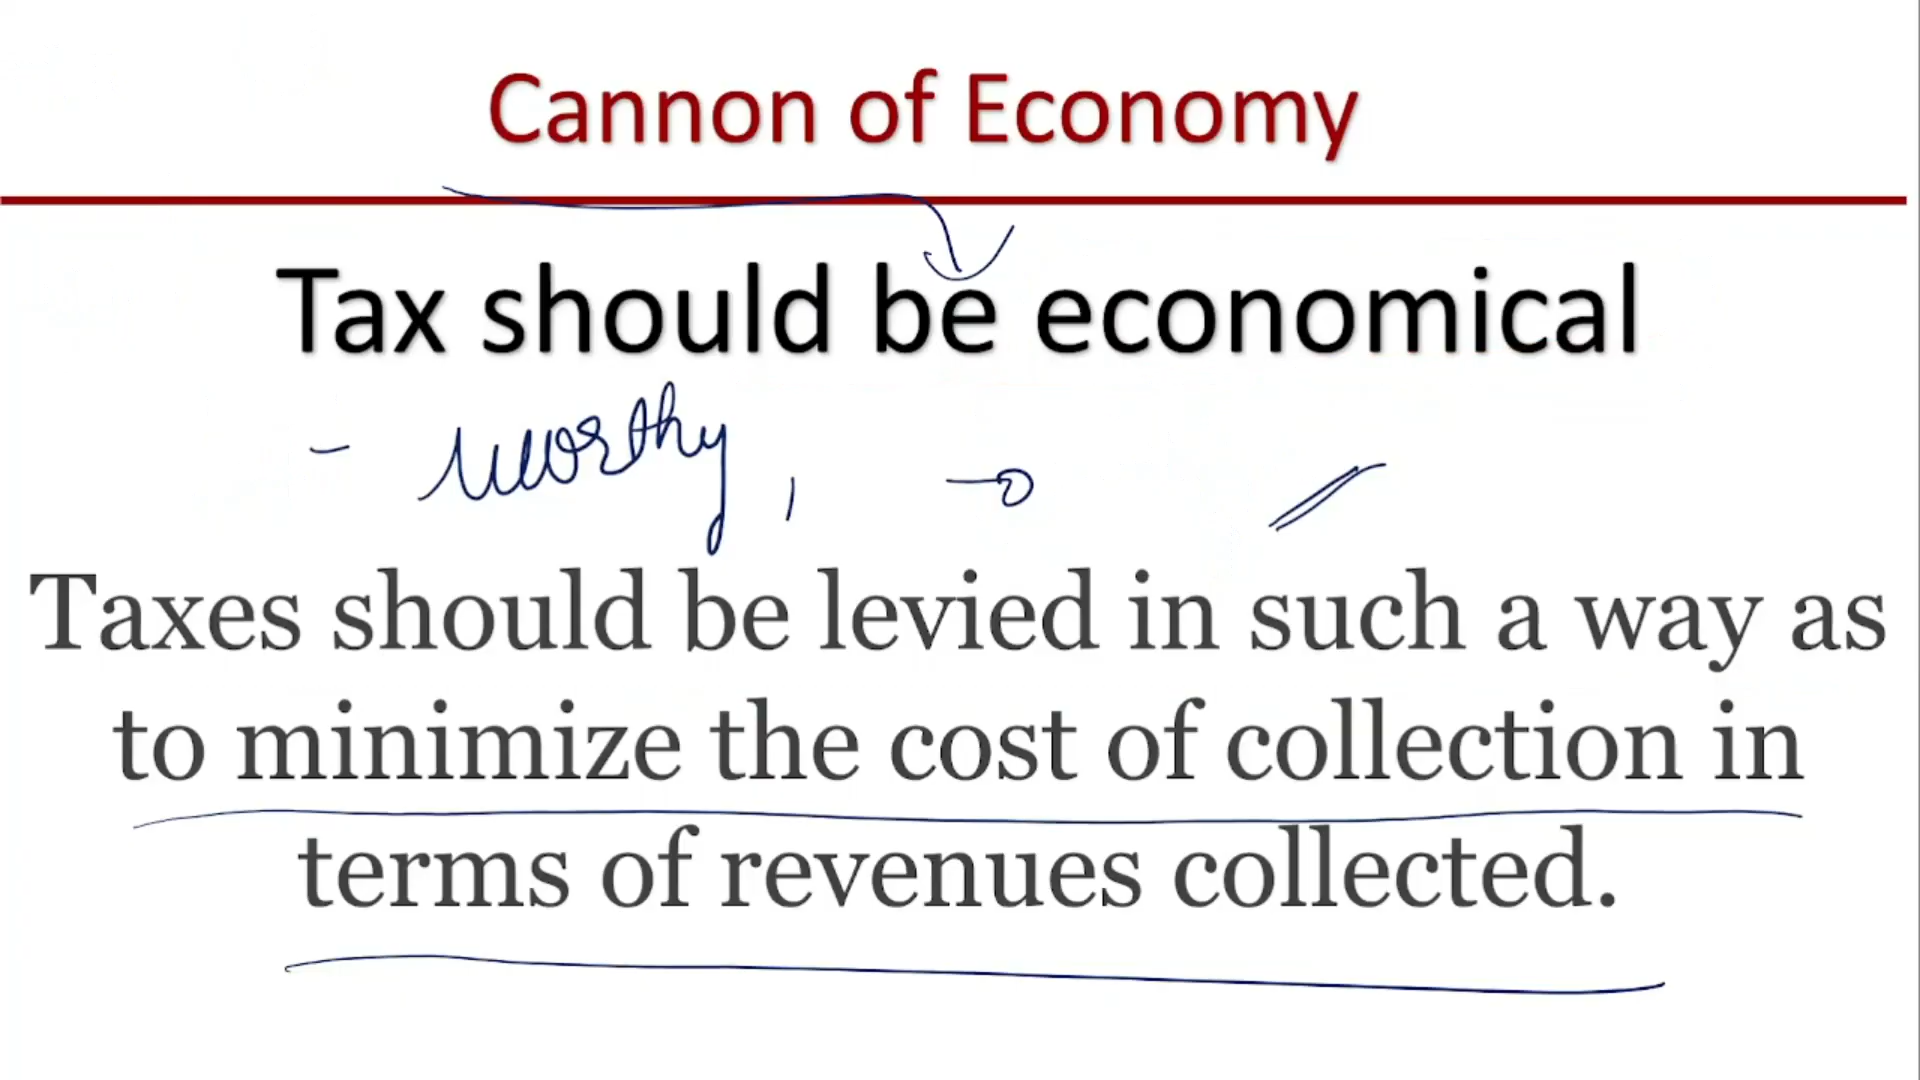 Cannon of Economy
Tax should be economical
- worthy,
Taxes should be levied in such a way as
to minimize the cost of collection in
terms of revenues collected.